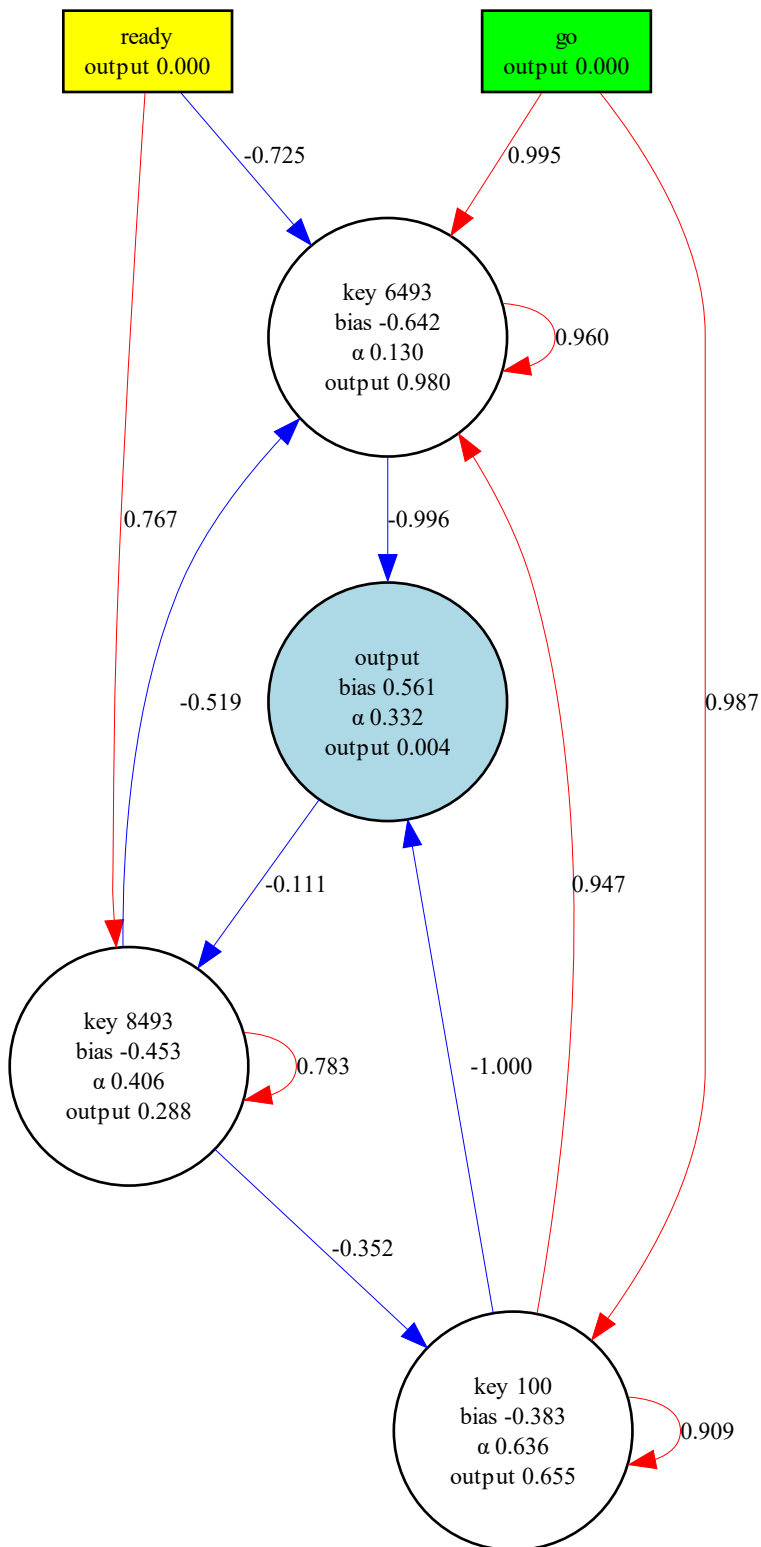 ready
output 0.000
go
output 0.000
-0.725
0.995
key 6493
bias -0.642
α 0.130
output 0.980
0.960
0.767
-0.996
-0.519
output
bias 0.561
α 0.332
output 0.004
0.987
-0.111
0.947
key 8493
bias -0.453
α 0.406
output 0.288
0.783
-1.000
-0.352
key 100
bias -0.383
α 0.636
output 0.655
0.909